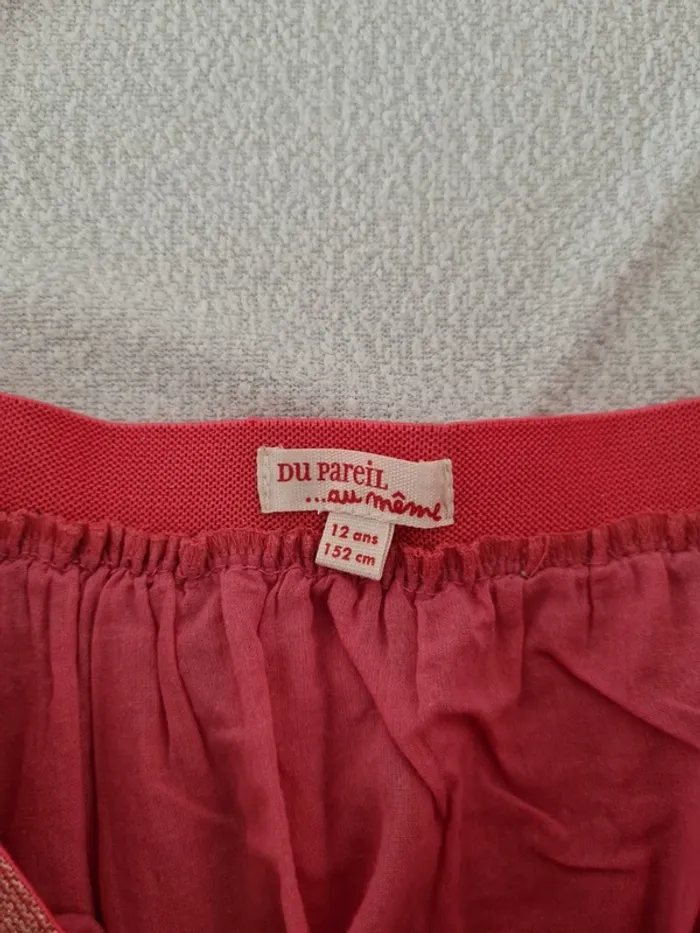 DU PAREIL
...au même
12 ans
152 cm